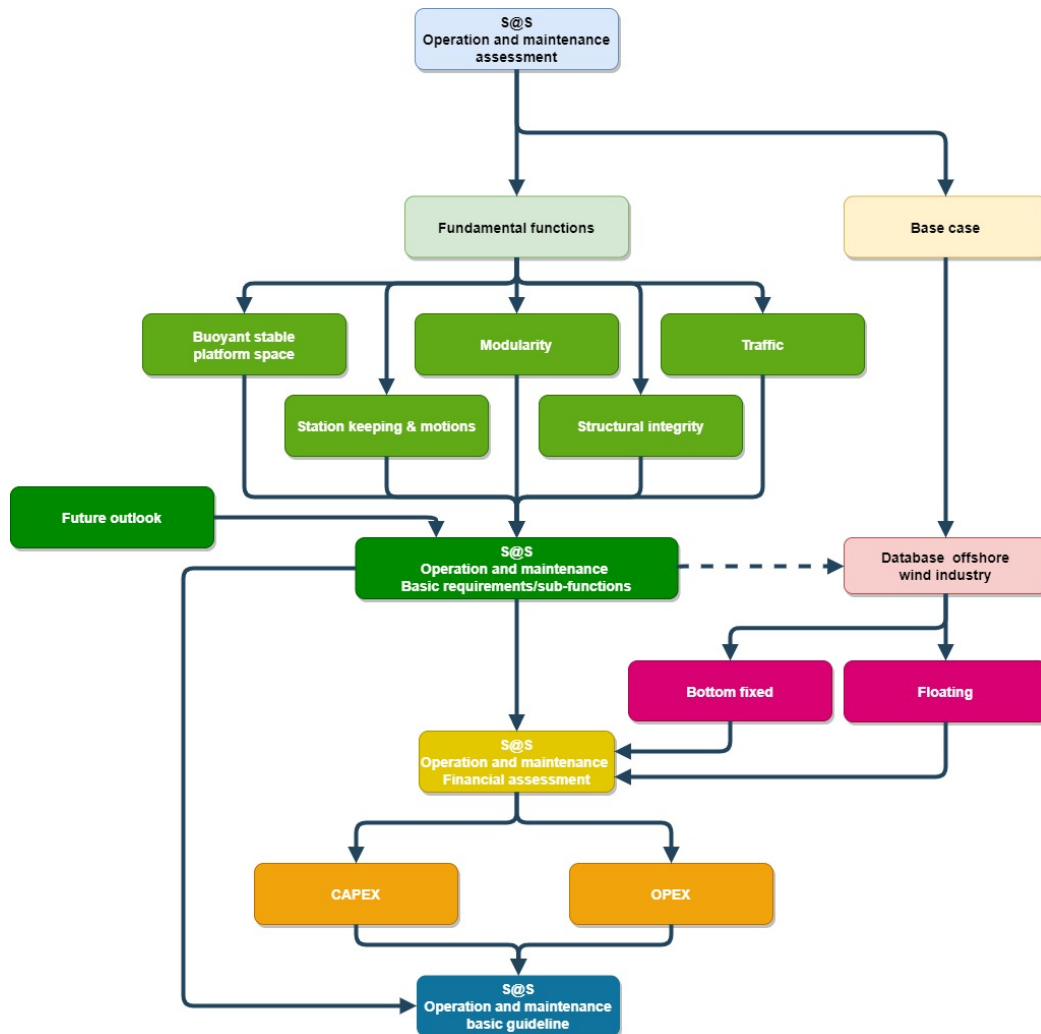 S@S
Operation and maintenance
assessment
Fundamental functions
Base case
Buoyant stable
platform space
Modularity
Traffic
Station keeping & motions
Structural integrity
Future outlook
S@S
Operation and maintenance
Basic requirements/sub-functions
Database offshore
wind industry
Bottom fixed
Floating
S@S
Operation and maintenance
Financial assessment
CAPEX
OPEX
S@S
Operation and maintenance
basic guideline